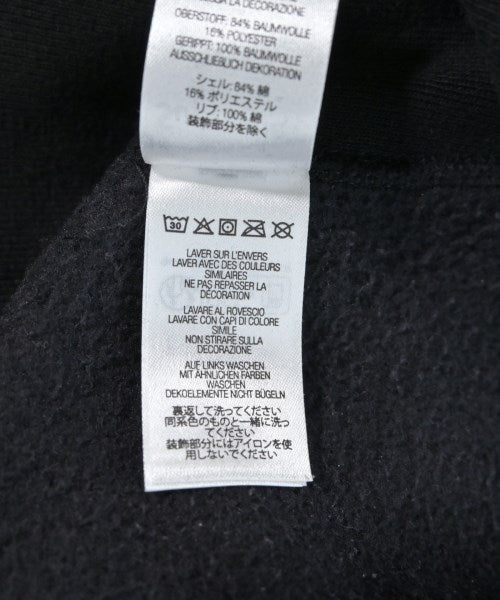 LA DECORAZIONE
OBERSTOFF: 84% BAUMWOLLE
16% POLYESTER
GERIPPT: 100% BAUMWOLLE
AUSSCHLIEßLICH DEKORATION
シェル: 84% 綿
16% ポリエステル
リブ: 100% 綿
装飾部分を除く
30
LAVER SUR L'ENVERS
LAVER AVEC DES COULEURS
SIMILAIRES
NE PAS REPASSER LA
DÉCORATION
LAVARE AL ROVESCIO
LAVARE CON CAPI DI COLORE
SIMILE
NON STIRARE SULLA
DECORAZIONE
AUF LINKS WASCHEN
MIT ÄHNLICHEN FARBEN
WASCHEN
DEKOELEMENTE NICHT BÜGELN
裏返して洗ってください
同系色のものと一緒に洗っ
てください
装飾部分にはアイロンを使
用しないでください